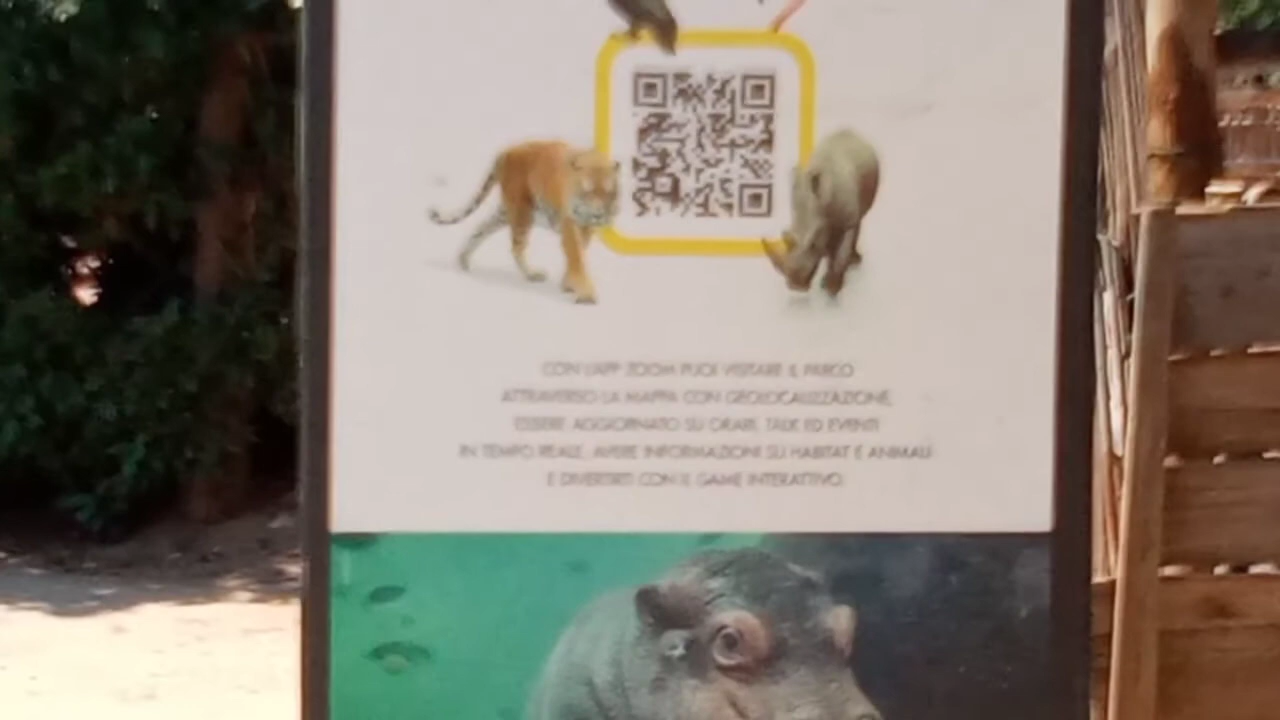 CON L'APP ZOOM PUOI VISITARE IL PARCO
ATTRAVERSO LA MAPPA CON GEOLOCALIZZAZIONE,
ESSERE AGGIORNATO SU ORARI, TALK ED EVENTI
IN TEMPO REALE, AVERE INFORMAZIONI SU HABITAT E ANIMALI
E DIVERTIRTI CON IL GAME INTERATTIVO.